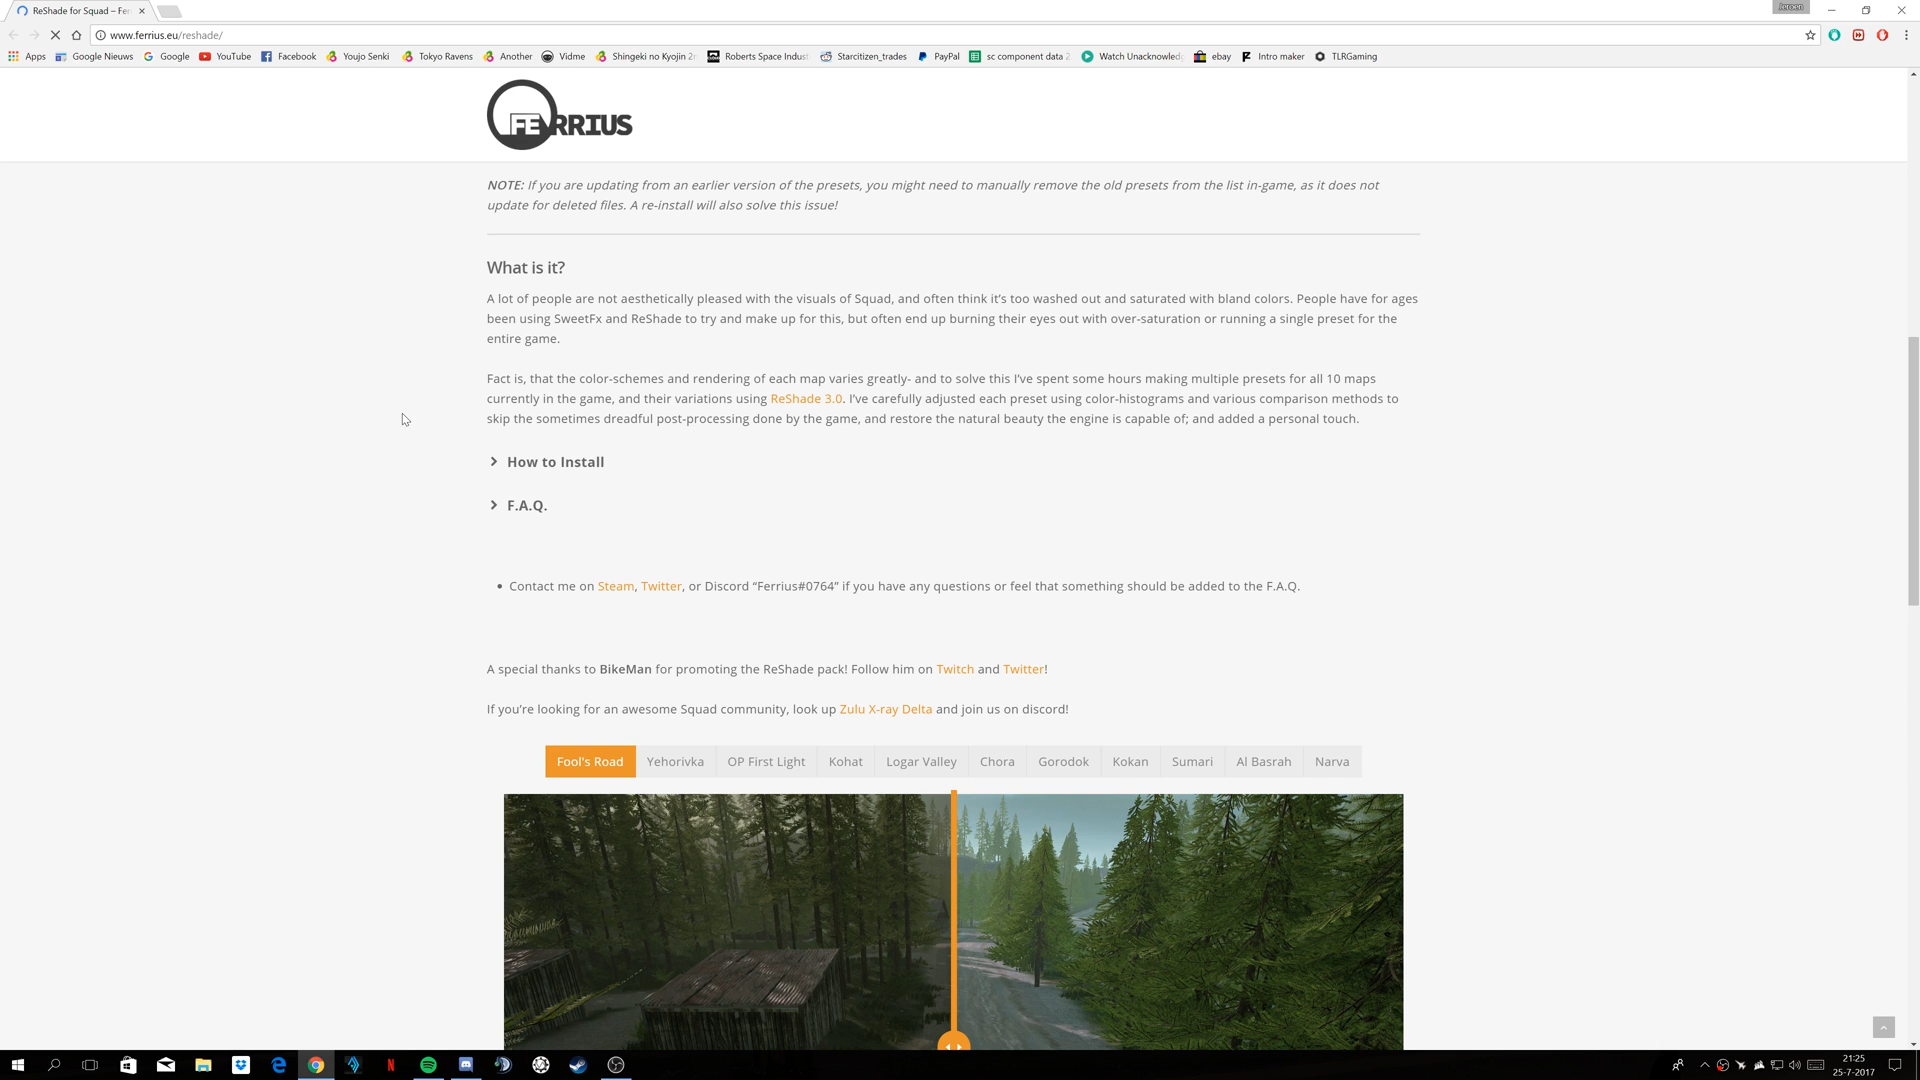 ReShade for Squad – Fer
Jeroen
www.ferrius.eu/reshade/
Apps Google Nieuws Google YouTube Facebook Youjo Senki Tokyo Ravens Another Vidme Shingeki no Kyojin 2 Roberts Space Indust Starcitizen_trades PayPal sc component data 2 Watch Unacknowled ebay Intro maker TLRGaming
FERRIUS
NOTE: If you are updating from an earlier version of the presets, you might need to manually remove the old presets from the list in-game, as it does not
update for deleted files. A re-install will also solve this issue!
What is it?
A lot of people are not aesthetically pleased with the visuals of Squad, and often think it’s too washed out and saturated with bland colors. People have for ages
been using SweetFx and ReShade to try and make up for this, but often end up burning their eyes out with over-saturation or running a single preset for the
entire game.
Fact is, that the color-schemes and rendering of each map varies greatly- and to solve this I’ve spent some hours making multiple presets for all 10 maps
currently in the game, and their variations using ReShade 3.0. I’ve carefully adjusted each preset using color-histograms and various comparison methods to
skip the sometimes dreadful post-processing done by the game, and restore the natural beauty the engine is capable of; and added a personal touch.
How to Install
F.A.Q.
• Contact me on Steam, Twitter, or Discord “Ferrius#0764” if you have any questions or feel that something should be added to the F.A.Q.
A special thanks to BikeMan for promoting the ReShade pack! Follow him on Twitch and Twitter!
If you’re looking for an awesome Squad community, look up Zulu X-ray Delta and join us on discord!
Fool's Road Yehorivka OP First Light Kohat Logar Valley Chora Gorodok Kokan Sumari Al Basrah Narva
21:25
25-7-2017